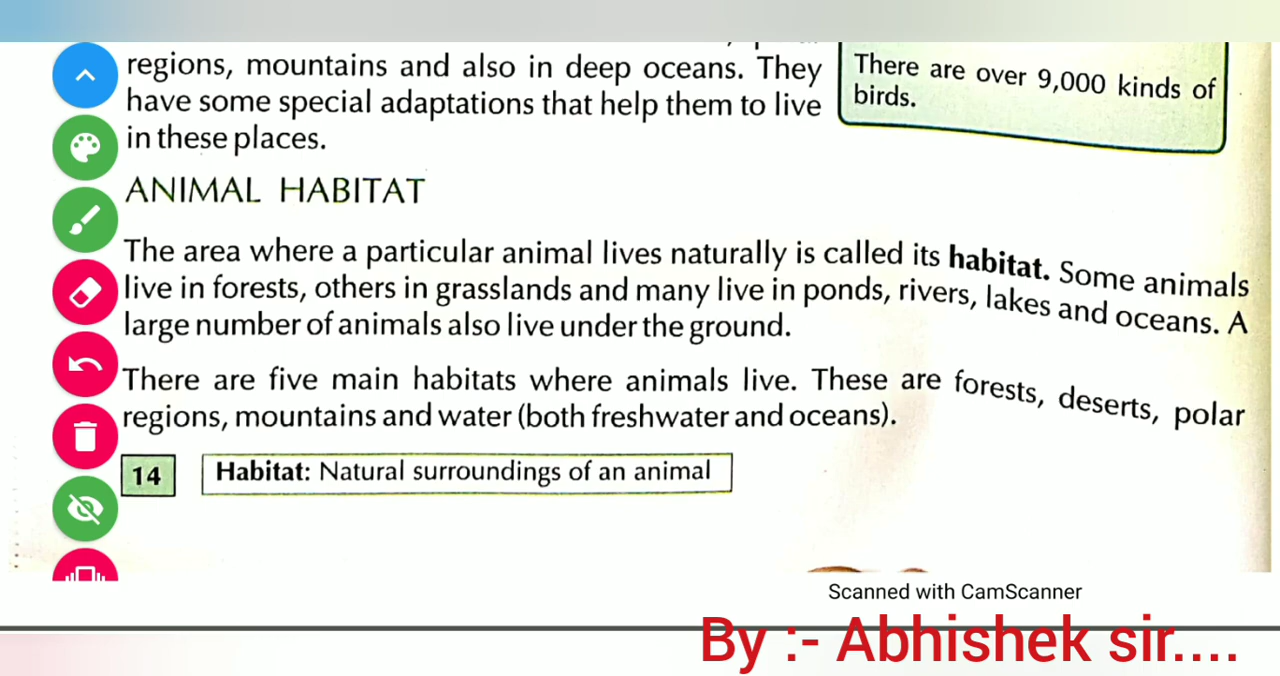 regions, mountains and also in deep oceans. They
have some special adaptations that help them to live
in these places.
There are over 9,000 kinds of
birds.
ANIMAL HABITAT
The area where a particular animal lives naturally is called its habitat. Some animals
live in forests, others in grasslands and many live in ponds, rivers, lakes and oceans. A
large number of animals also live under the ground.
There are five main habitats where animals live. These are forests, deserts, polar
regions, mountains and water (both freshwater and oceans).
14
Habitat: Natural surroundings of an animal
Scanned with CamScanner
By :- Abhishek sir....